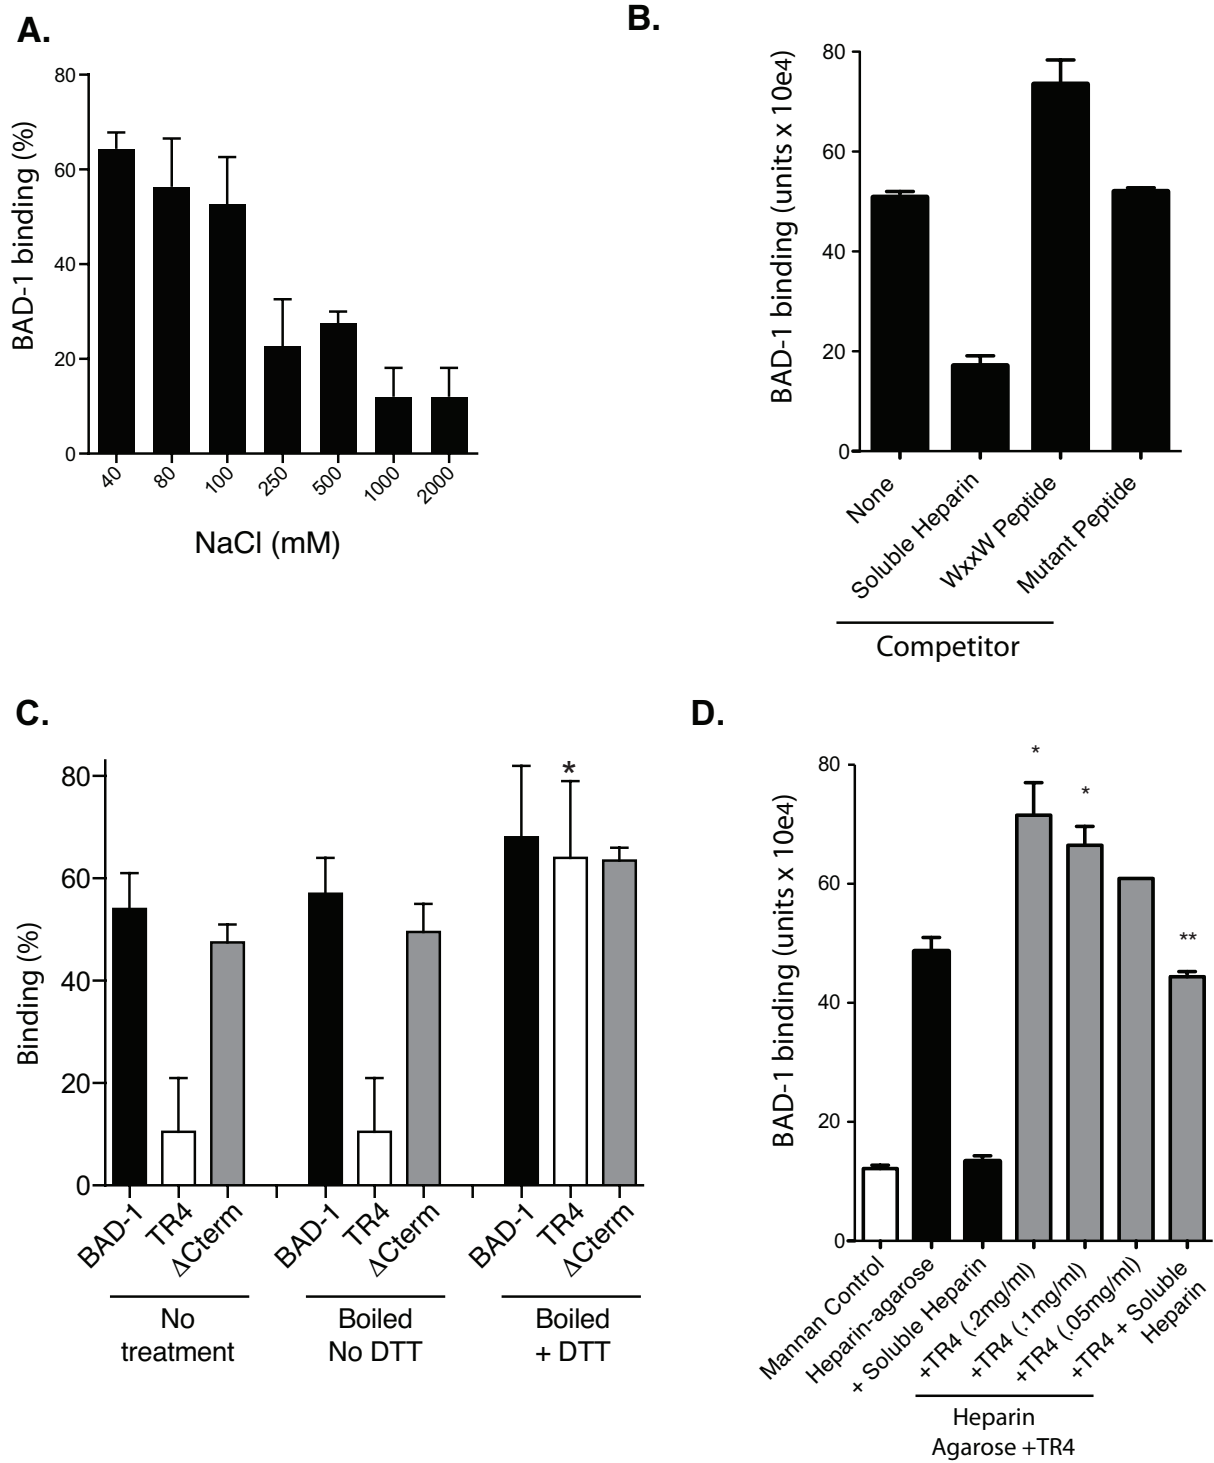 A.
BAD-1 binding (%)
80
60
40
20
0
40
80
100
250
500
1000
2000
NaCl (mM)
B.
BAD-1 binding (units x 10e4)
80
60
40
20
0
None
Soluble Heparin
WxxW Peptide
Mutant Peptide
Competitor
C.
Binding (%)
80
60
40
20
0
*
BAD-1
TR4
ΔCterm
BAD-1
TR4
ΔCterm
BAD-1
TR4
ΔCterm
No
treatment
Boiled
No DTT
Boiled
+ DTT
D.
BAD-1 binding (units x 10e4)
80
60
40
20
0
*
*
**
Mannan Control
Heparin-agarose
+ Soluble Heparin
+TR4 (.2mg/ml)
+TR4 (.1mg/ml)
+TR4 (.05mg/ml)
+TR4 + Soluble
Heparin
Heparin
Agarose +TR4